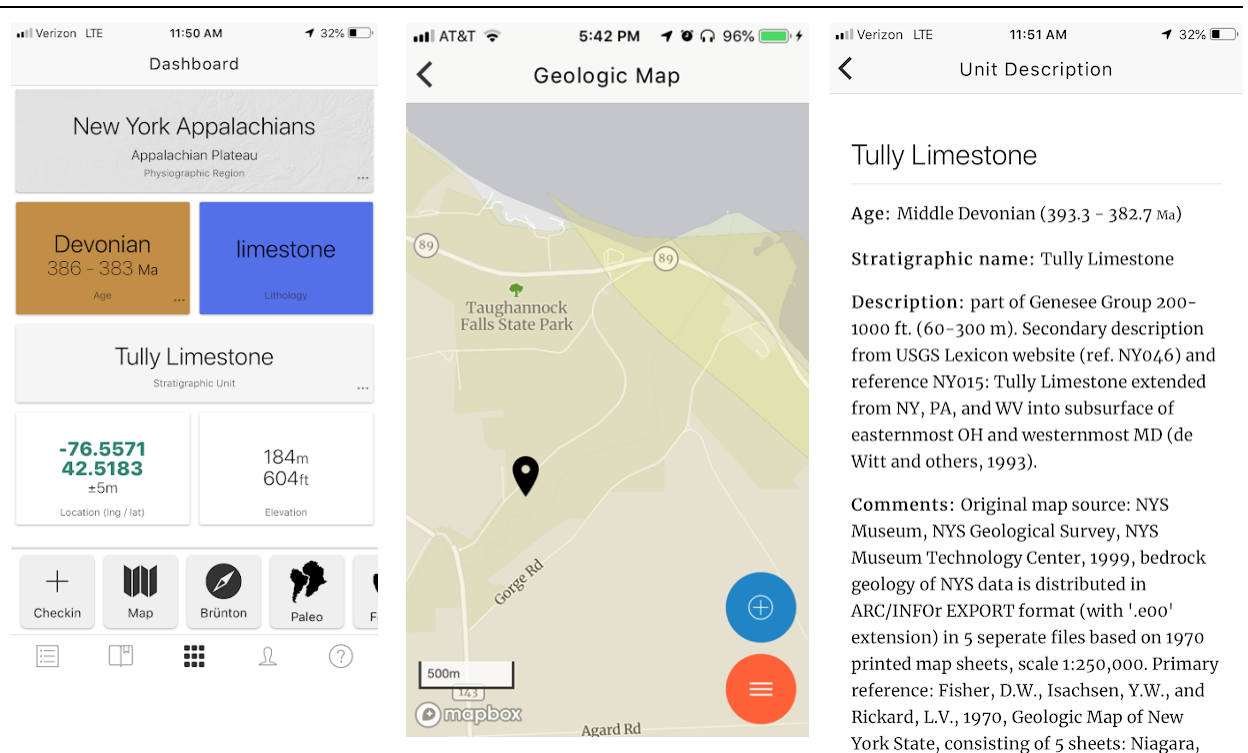 Verizon LTE 11:50 AM 32%
Dashboard
New York Appalachians
Appalachian Plateau
Physiographic Region
Devonian
386 - 383 Ma
Age
limestone
Lithology
Tully Limestone
Stratigraphic Unit
-76.5571
42.5183
±5m
Location (lng / lat)
184m
604ft
Elevation
Checkin
Map
Brünton
Paleo
F
AT&T 5:42 PM 96%
Geologic Map
89
89
Taughannock
Falls State Park
Gorge Rd
500m
143
mapbox
Agard Rd
Verizon LTE 11:51 AM 32%
Unit Description
Tully Limestone
Age: Middle Devonian (393.3 - 382.7 Ma)
Stratigraphic name: Tully Limestone
Description: part of Genesee Group 200-
1000 ft. (60-300 m). Secondary description
from USGS Lexicon website (ref. NY046) and
reference NY015: Tully Limestone extended
from NY, PA, and WV into subsurface of
easternmost OH and westernmost MD (de
Witt and others, 1993).
Comments: Original map source: NYS
Museum, NYS Geological Survey, NYS
Museum Technology Center, 1999, bedrock
geology of NYS data is distributed in
ARC/INFOr EXPORT format (with '.e00'
extension) in 5 seperate files based on 1970
printed map sheets, scale 1:250,000. Primary
reference: Fisher, D.W., Isachsen, Y.W., and
Rickard, L.V., 1970, Geologic Map of New
York State, consisting of 5 sheets: Niagara,